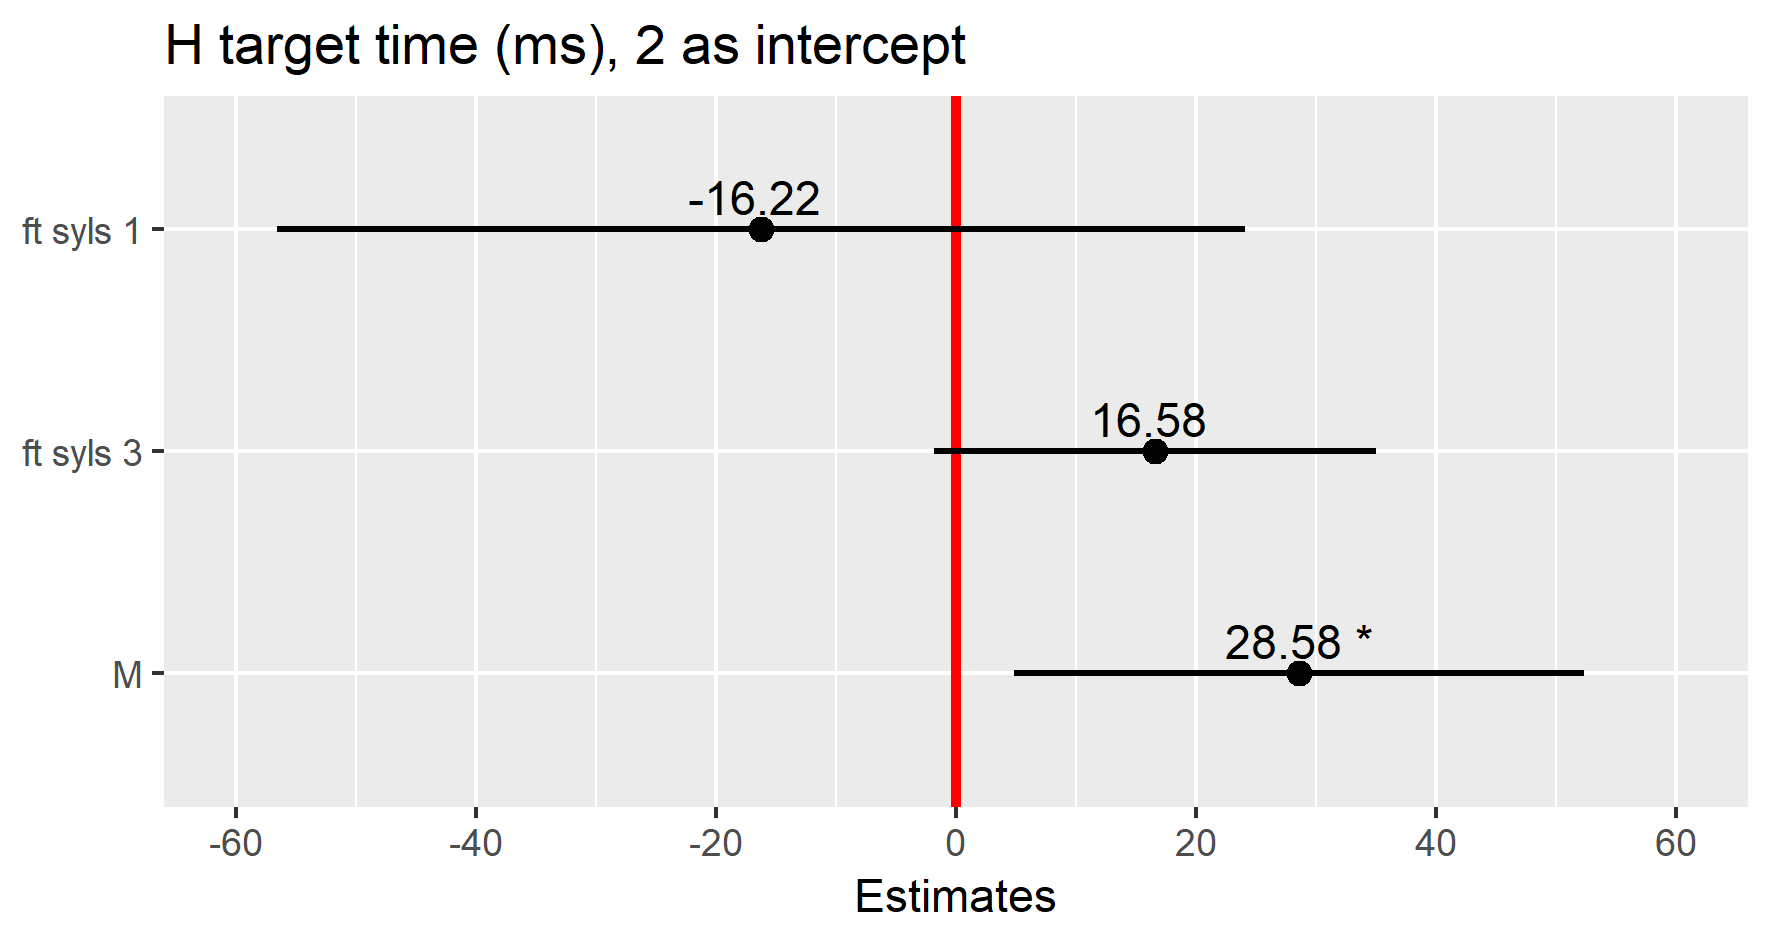 H target time (ms), 2 as intercept
-16.22
ft syls 1
16.58
ft syls 3
28.58 *
M
-60 -40 -20 0 20 40 60
Estimates